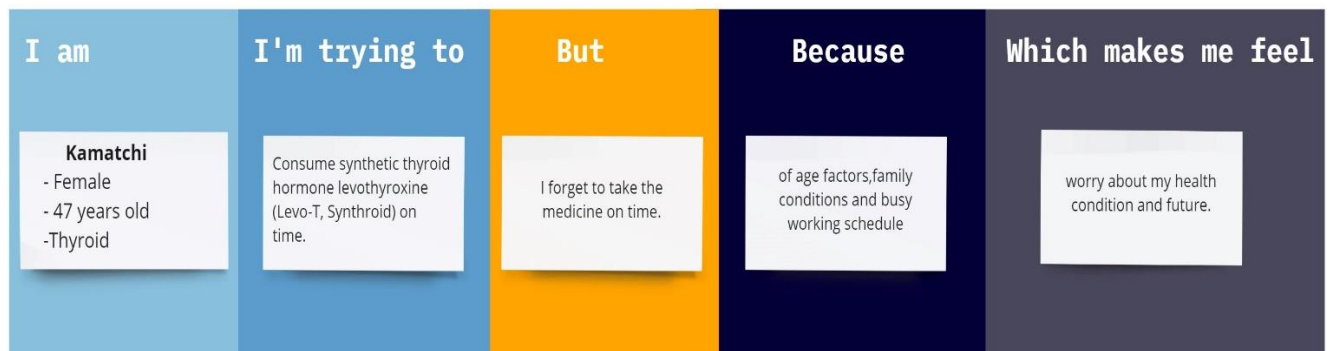 I am
Kamatchi
- Female
- 47 years old
-Thyroid
I'm trying to
Consume synthetic thyroid
hormone levothyroxine
(Levo-T, Synthroid) on
time.
But
I forget to take the
medicine on time.
Because
of age factors,family
conditions and busy
working schedule
Which makes me feel
worry about my health
condition and future.